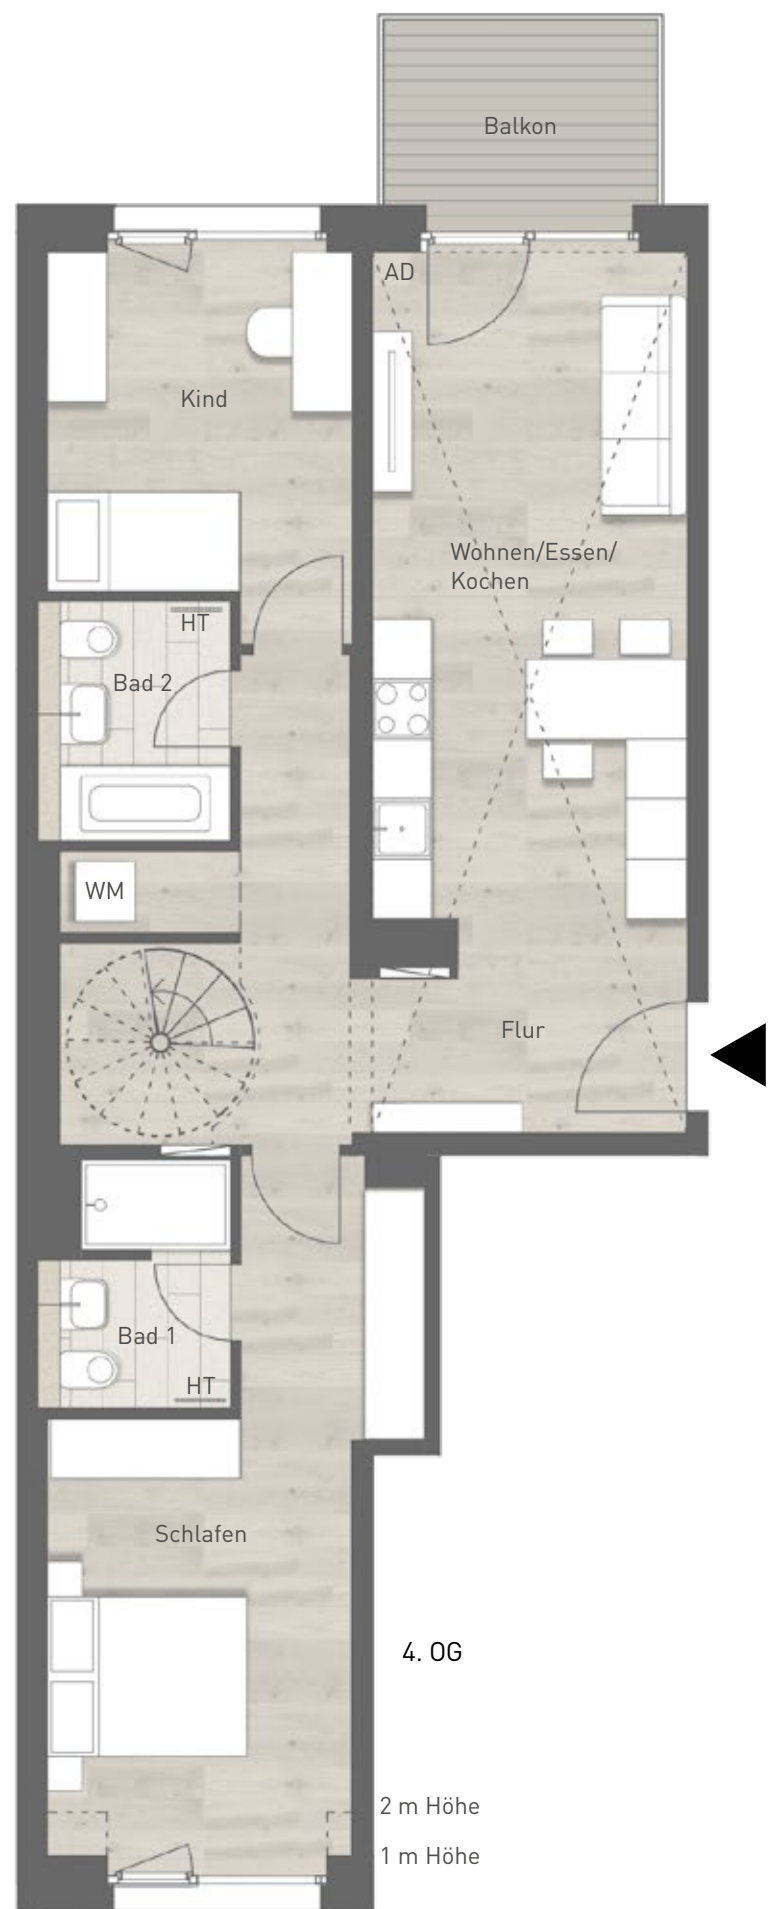 Balkon
AD
Kind
Wohnen/Essen/
Kochen
HT
Bad 2
WM
Flur
Bad 1
HT
Schlafen
4. OG
2 m Höhe
1 m Höhe